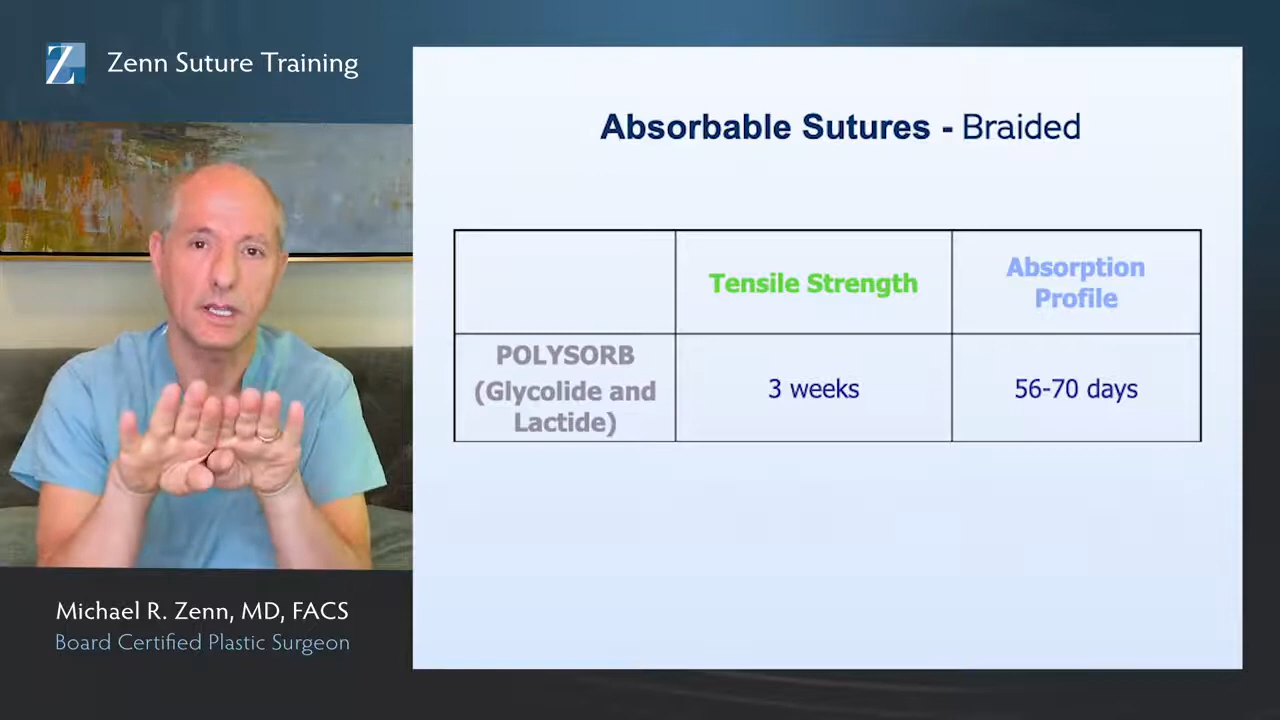 Z
Zenn Suture Training
Absorbable Sutures - Braided
Tensile Strength
Absorption
Profile
POLYSORB
(Glycolide and
Lactide)
3 weeks
56-70 days
Michael R. Zenn, MD, FACS
Board Certified Plastic Surgeon